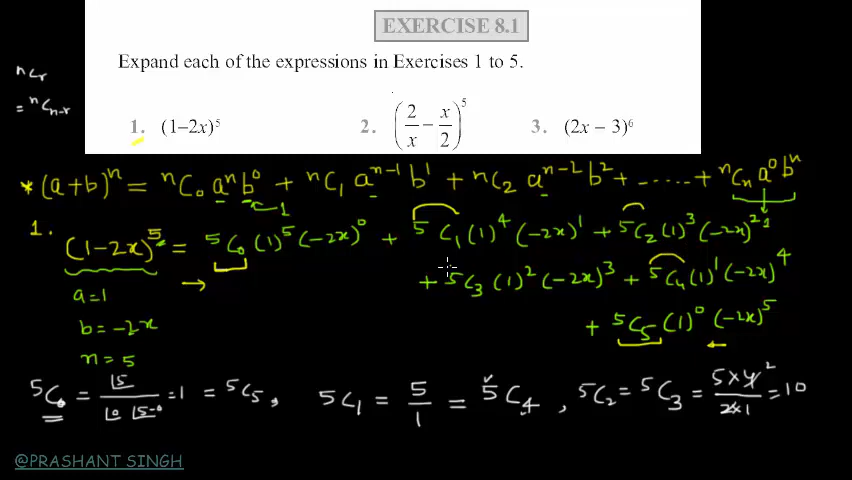 EXERCISE 8.1
Expand each of the expressions in Exercises 1 to 5.
ⁿCᵣ
= ⁿCₙ₋ᵣ
1. (1–2x)⁵ 2. (2/x − x/2)⁵ 3. (2x − 3)⁶
* (a+b)ⁿ = ⁿC₀ aⁿ b⁰ + ⁿC₁ aⁿ⁻¹ b¹ + ⁿC₂ aⁿ⁻² b² + ...... + ⁿCₙ a⁰ bⁿ
1 1
1. (1-2x)⁵ = ⁵C₀ (1)⁵ (-2x)⁰ + ⁵C₁ (1)⁴ (-2x)¹ + ⁵C₂ (1)³ (-2x)²
→ + ⁵C₃ (1)² (-2x)³ + ⁵C₄ (1)¹ (-2x)⁴
a=1
+ ⁵C₅ (1)⁰ (-2x)⁵
b = -2x
n = 5
⁵C₀ = |5 / |0 |5-0 = 1 = ⁵C₅, 5C₁ = 5/1 = ⁵C₄, 5C₂ = ⁵C₃ = 5×4² / 2×1 = 10
@PRASHANT SINGH